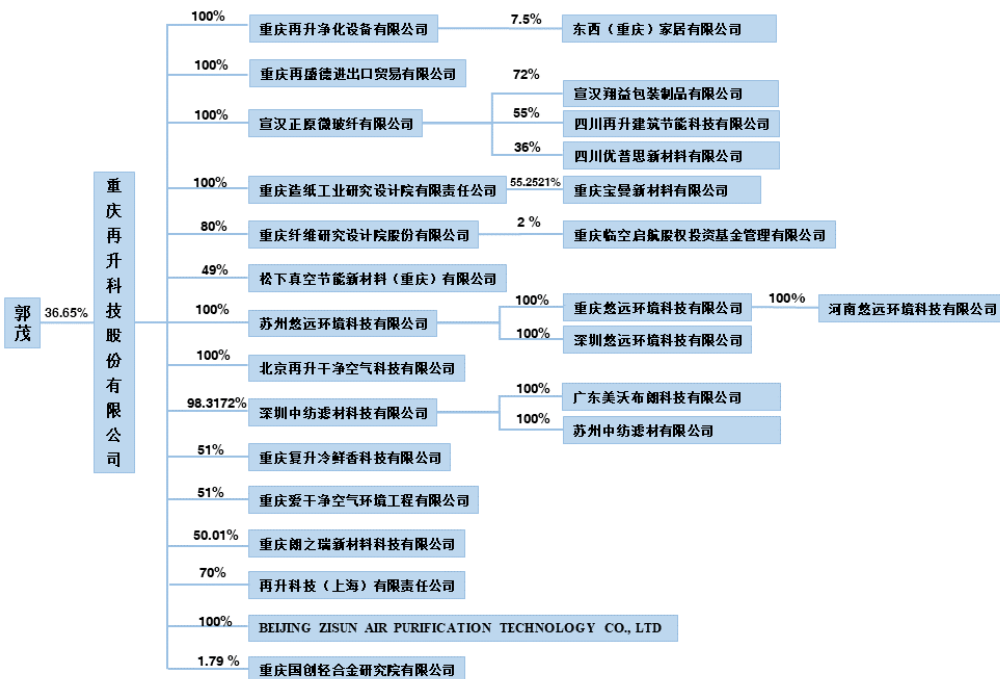 郭茂
36.65%
重庆再升科技股份有限公司
100%
重庆再升净化设备有限公司
7.5%
东西（重庆）家居有限公司
100%
重庆再盛德进出口贸易有限公司
100%
宣汉正原微玻纤有限公司
72%
宣汉翔益包装制品有限公司
55%
四川再升建筑节能科技有限公司
36%
四川优普思新材料有限公司
100%
重庆造纸工业研究设计院有限责任公司
55.2521%
重庆宝曼新材料有限公司
80%
重庆纤维研究设计院股份有限公司
2 %
重庆临空启航股权投资基金管理有限公司
49%
松下真空节能新材料（重庆）有限公司
100%
苏州悠远环境科技有限公司
100%
重庆悠远环境科技有限公司
100%
河南悠远环境科技有限公司
100%
深圳悠远环境科技有限公司
100%
北京再升干净空气科技有限公司
98.3172%
深圳中纺滤材科技有限公司
100%
广东美沃布朗科技有限公司
100%
苏州中纺滤材有限公司
51%
重庆复升冷鲜香科技有限公司
51%
重庆爱干净空气环境工程有限公司
50.01%
重庆朗之瑞新材料科技有限公司
70%
再升科技（上海）有限责任公司
100%
BEIJING ZISUN AIR PURIFICATION TECHNOLOGY CO., LTD
1.79 %
重庆国创轻合金研究院有限公司